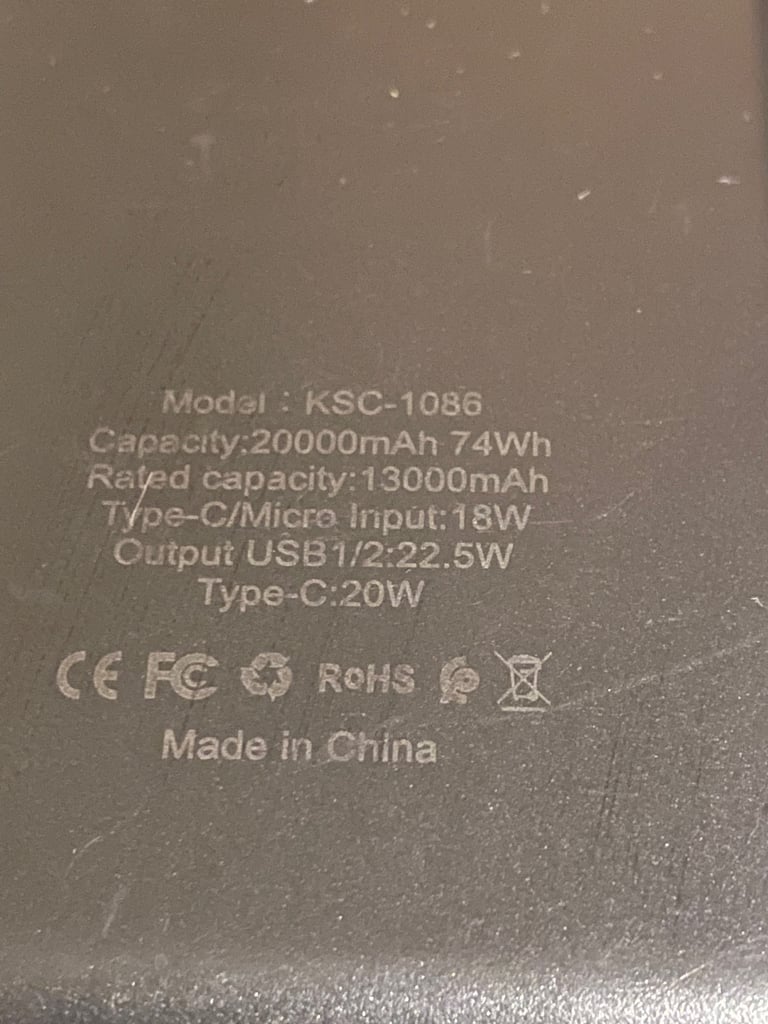 Model : KSC-1086
Capacity:20000mAh 74Wh
Rated capacity:13000mAh
Type-C/Micro Input:18W
Output USB1/2:22.5W
Type-C:20W
CE FC RoHS
Made in China